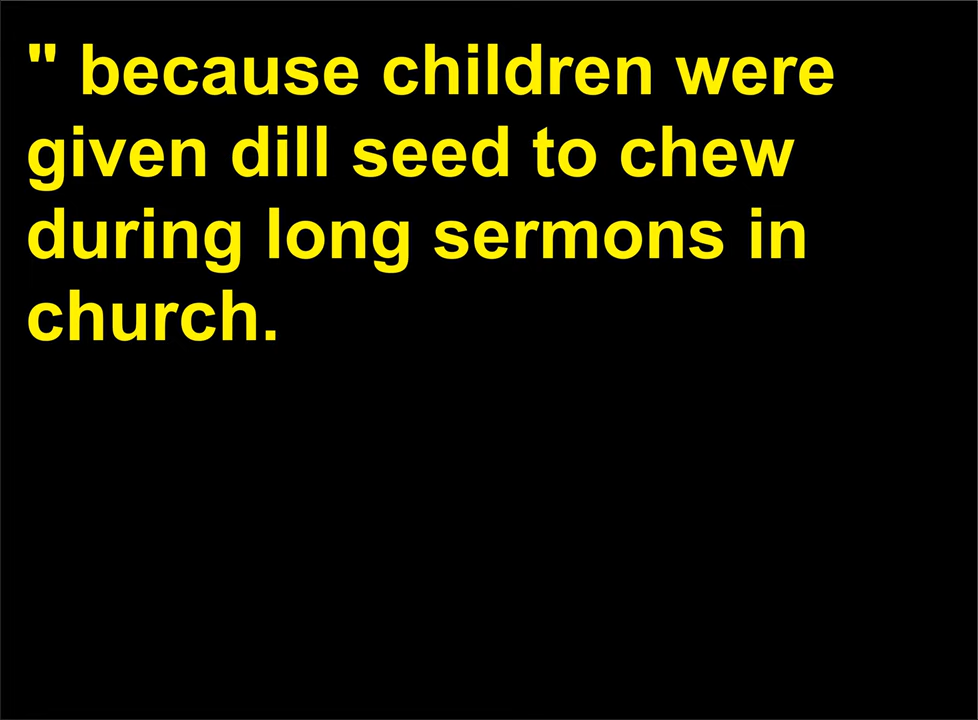 " because children were
given dill seed to chew
during long sermons in
church.